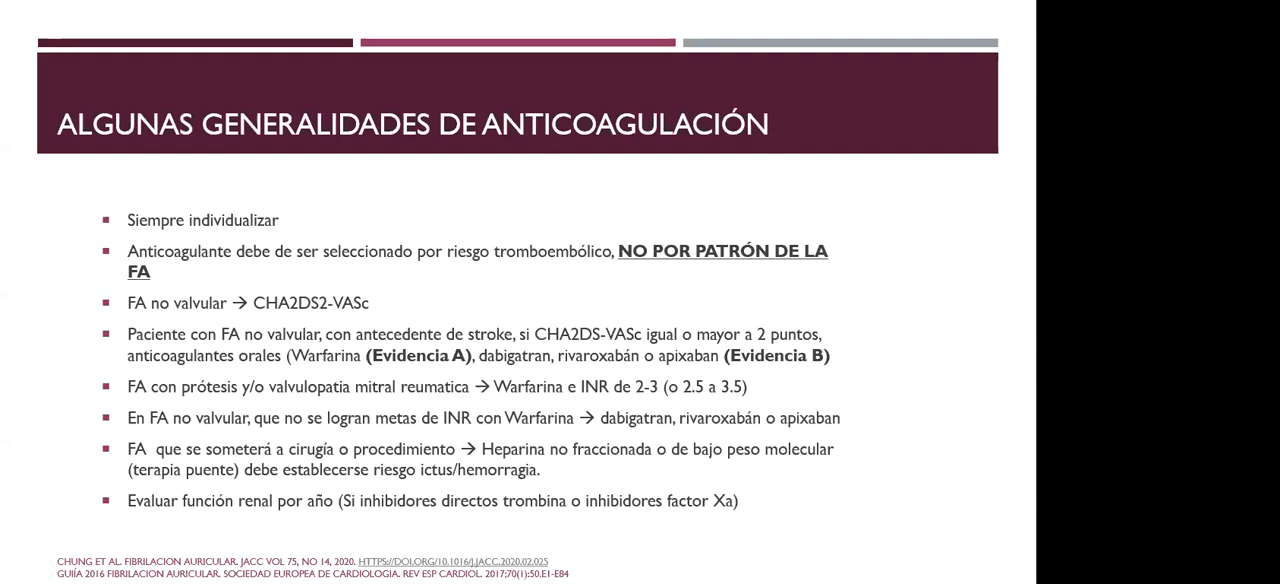 ALGUNAS GENERALIDADES DE ANTICOAGULACIÓN
▪ Siempre individualizar
▪ Anticoagulante debe de ser seleccionado por riesgo tromboembólico, NO POR PATRÓN DE LA
FA
▪ FA no valvular → CHA2DS2-VASc
▪ Paciente con FA no valvular, con antecedente de stroke, si CHA2DS-VASc igual o mayor a 2 puntos,
anticoagulantes orales (Warfarina (Evidencia A), dabigatran, rivaroxabán o apixaban (Evidencia B)
▪ FA con prótesis y/o valvulopatia mitral reumatica → Warfarina e INR de 2-3 (o 2.5 a 3.5)
▪ En FA no valvular, que no se logran metas de INR con Warfarina → dabigatran, rivaroxabán o apixaban
▪ FA que se someterá a cirugía o procedimiento → Heparina no fraccionada o de bajo peso molecular
(terapia puente) debe establecerse riesgo ictus/hemorragia.
▪ Evaluar función renal por año (Si inhibidores directos trombina o inhibidores factor Xa)
CHUNG ET AL. FIBRILACION AURICULAR. JACC VOL 75, NO 14, 2020. HTTPS://DOI.ORG/10.1016/J.JACC.2020.02.025
GUIÍA 2016 FIBRILACION AURICULAR. SOCIEDAD EUROPEA DE CARDIOLOGIA. REV ESP CARDIOL. 2017;70(1):50.E1-E84